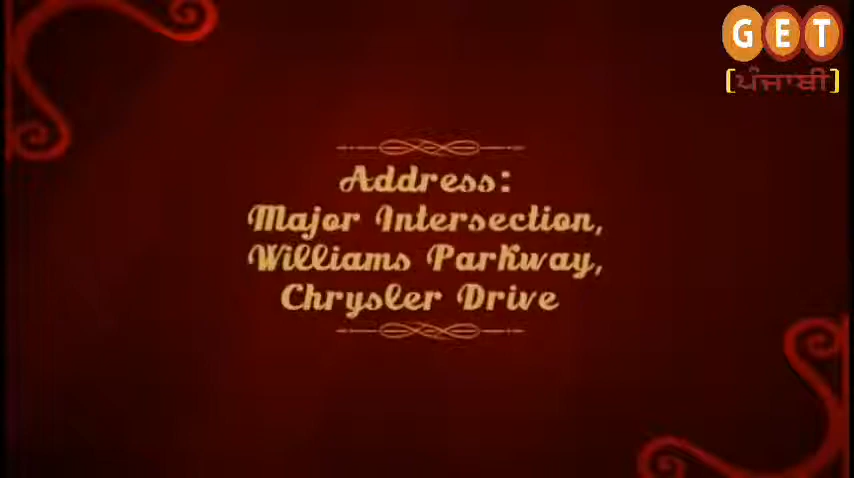 GET
[ਪੰਜਾਬੀ]
Address:
Major Intersection,
Williams Parkway,
Chrysler Drive